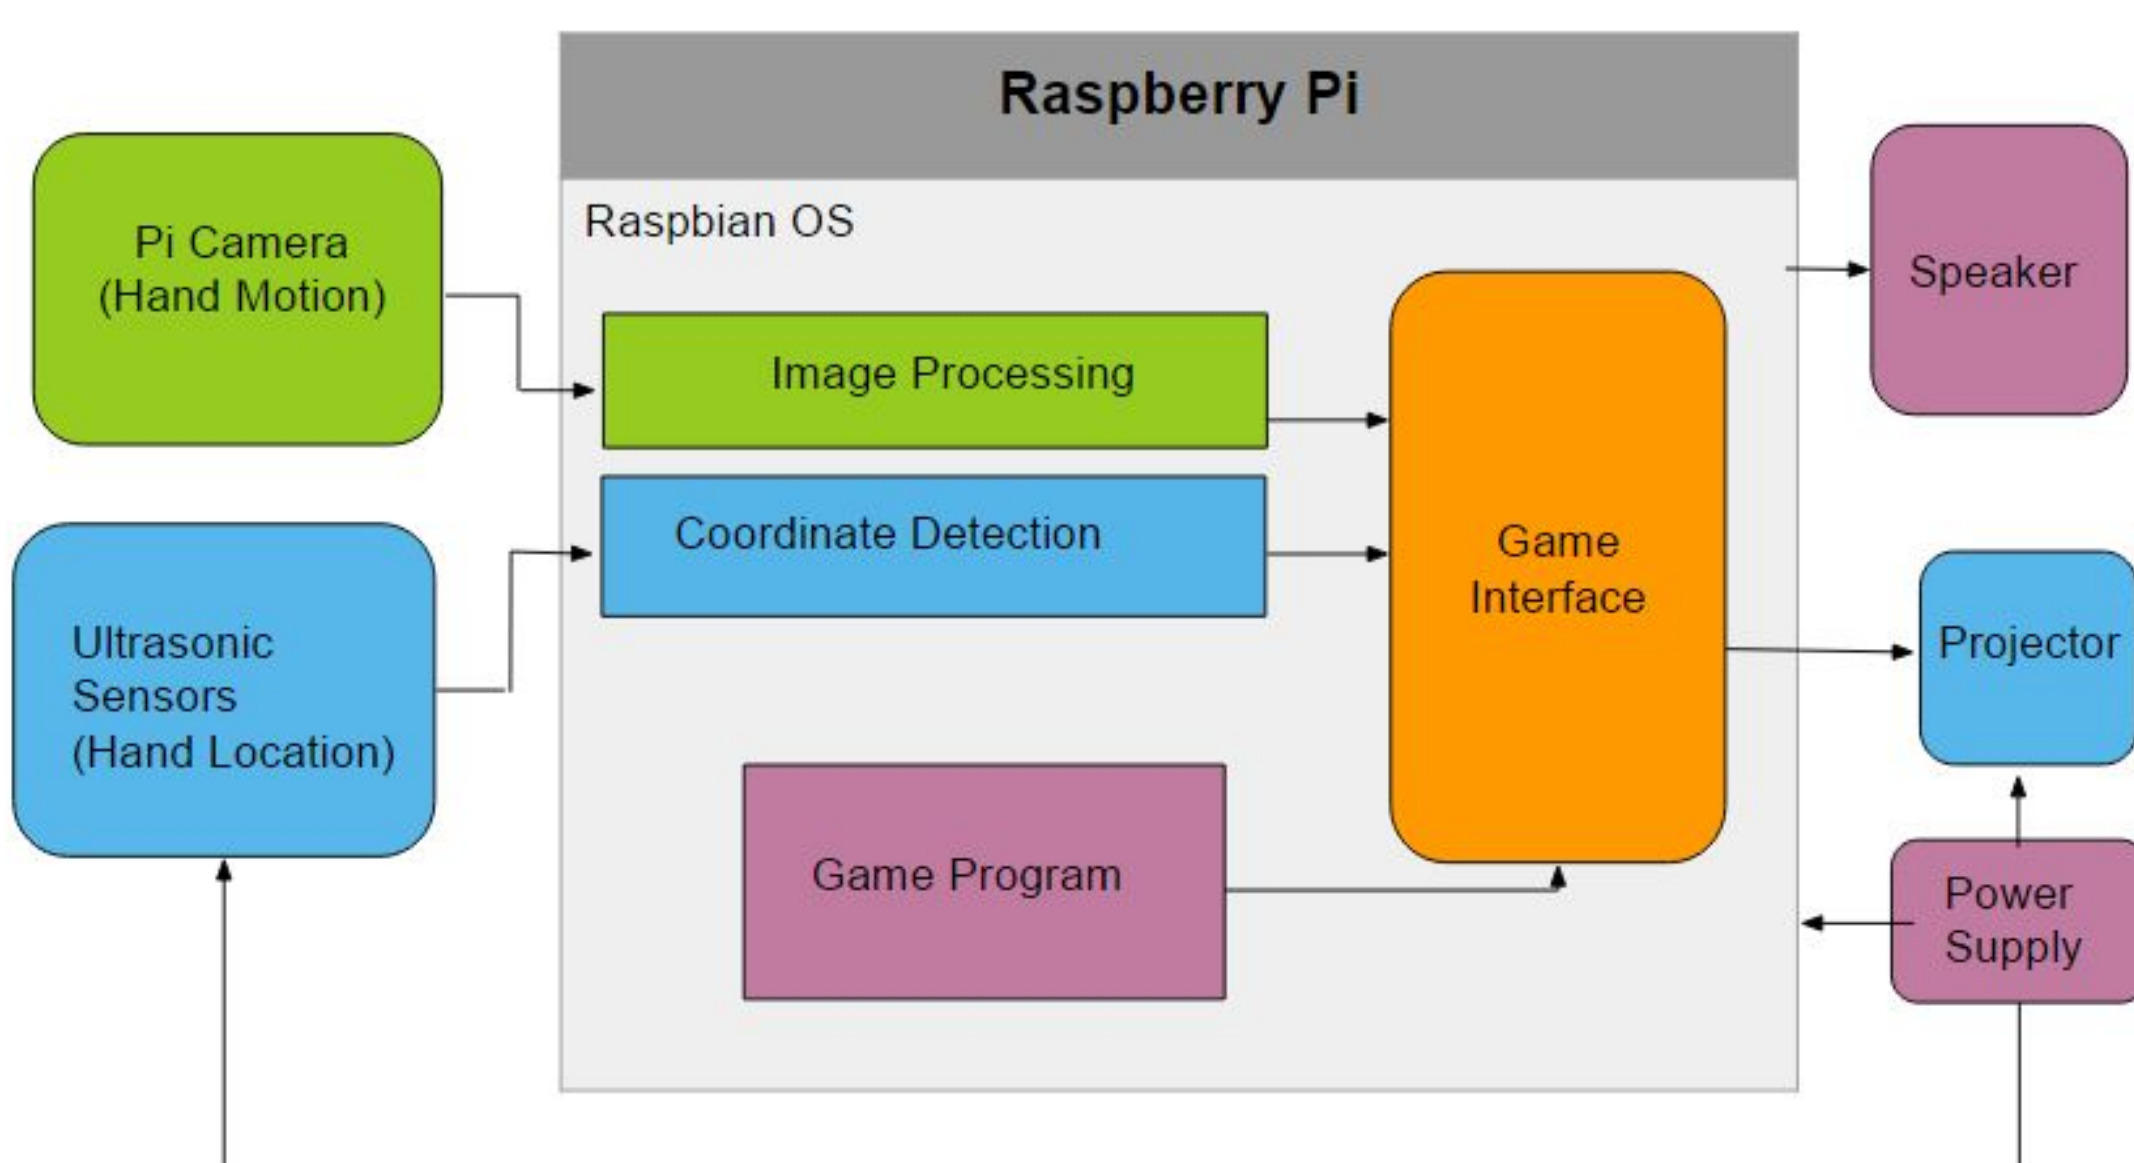 Raspberry Pi
Raspbian OS
Pi Camera
(Hand Motion)
Image Processing
Speaker
Coordinate Detection
Game
Interface
Ultrasonic
Sensors
(Hand Location)
Projector
Game Program
Power
Supply